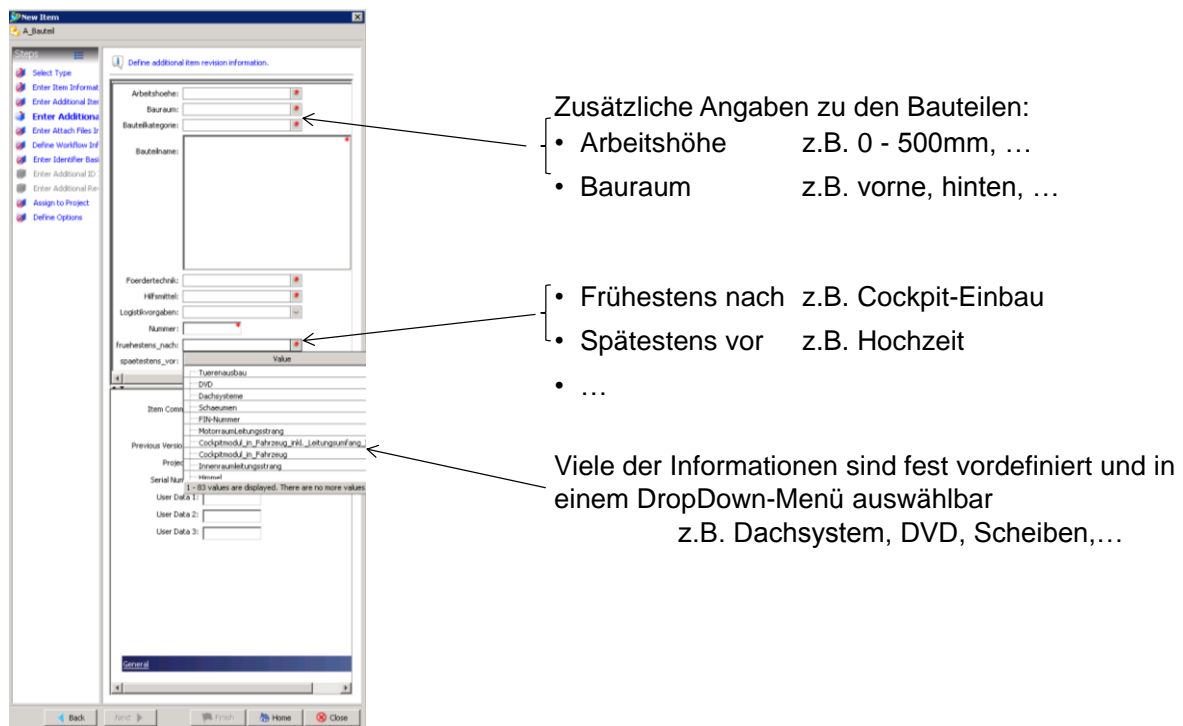 New Item
A_Bauteil
Steps
Select Type
Enter Item Informat
Enter Additional Iter
Enter Additiona
Enter Attach Files Ir
Define Workflow Inf
Enter Identifier Basi
Enter Additional ID
Enter Additional Rev
Assign to Project
Define Options
Define additional item revision information.
Arbeitshoehe:
Bauraum:
Bauteilkategorie:
Bauteilname:
Foerdertechnik:
Hilfsmittel:
Logistikvorgaben:
Nummer:
fruehestens_nach:
spaetestens_vor:
Value
Tuerenausbau
DVD
Dachsysteme
Schaeumen
FIN-Nummer
MotorraumLeitungsstrang
Cockpitmodul_in_Fahrzeug_inkl._Leitungsumfang_
Cockpitmodul_in_Fahrzeug
Innenraumleitungsstrang
Himmel
1 - 83 values are displayed. There are no more values
Item Comm
Previous Versio
Projec
Serial Num
User Data 1:
User Data 2:
User Data 3:
General
Back
Next
Finish
Home
Close
Zusätzliche Angaben zu den Bauteilen:
• Arbeitshöhe z.B. 0 - 500mm, …
• Bauraum z.B. vorne, hinten, …
• Frühestens nach z.B. Cockpit-Einbau
• Spätestens vor z.B. Hochzeit
• …
Viele der Informationen sind fest vordefiniert und in
einem DropDown-Menü auswählbar
z.B. Dachsystem, DVD, Scheiben,…